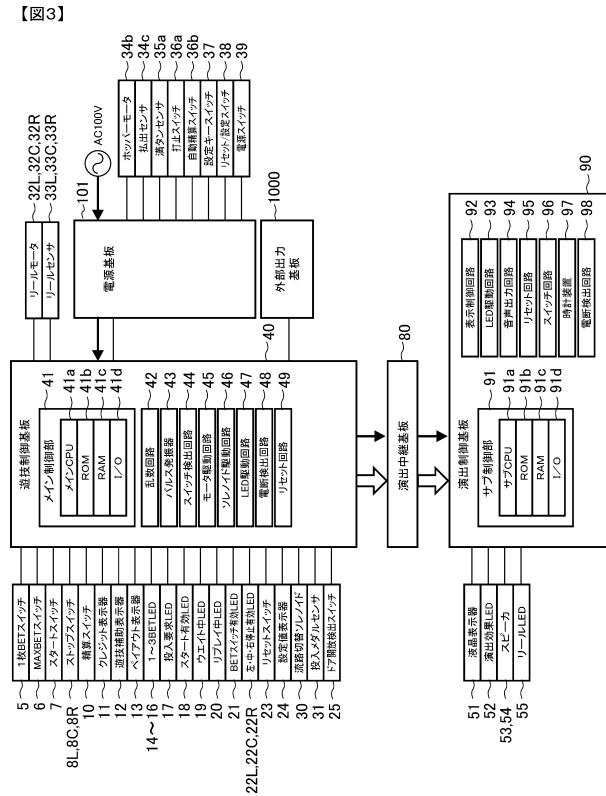 【図3】
34b
34c
35a
36a
36b
37
38
39
ホッパーモータ
払出センサ
満タンセンサ
打止スイッチ
自動精算スイッチ
設定キースイッチ
リセット/設定スイッチ
電源スイッチ
AC100V
101
電源基板
1000
外部出力
基板
32L,32C,32R
33L,33C,33R
リールモータ
リールセンサ
40
遊技制御基板
41
メイン制御部
41a
41b
41c
41d
メインCPU
ROM
RAM
I/O
42
43
44
45
46
47
48
49
乱数回路
パルス発振器
スイッチ検出回路
モータ駆動回路
ソレノイド駆動回路
LED駆動回路
電断検出回路
リセット回路
1枚BETスイッチ
MAXBETスイッチ
スタートスイッチ
ストップスイッチ
精算スイッチ
クレジット表示器
遊技補助表示器
ペイアウト表示器
1~3BETLED
投入要求LED
スタート有効LED
ウエイト中LED
リプレイ中LED
BETスイッチ有効LED
左・中・右停止有効LED
リセットスイッチ
設定値表示器
流路切替ソレノイド
投入メダルセンサ
ドア開放検出スイッチ
5
6
7
8L,8C,8R
10
11
12
13
14~16
17
18
19
20
21
22L,22C,22R
23
24
30
31
25
80
演出中継基板
90
演出制御基板
91
サブ制御部
91a
91b
91c
91d
サブCPU
ROM
RAM
I/O
92
93
94
95
96
97
98
表示制御回路
LED駆動回路
音声出力回路
リセット回路
スイッチ回路
時計装置
電断検出回路
液晶表示器
演出効果LED
スピーカ
リールLED
51
52
53,54
55